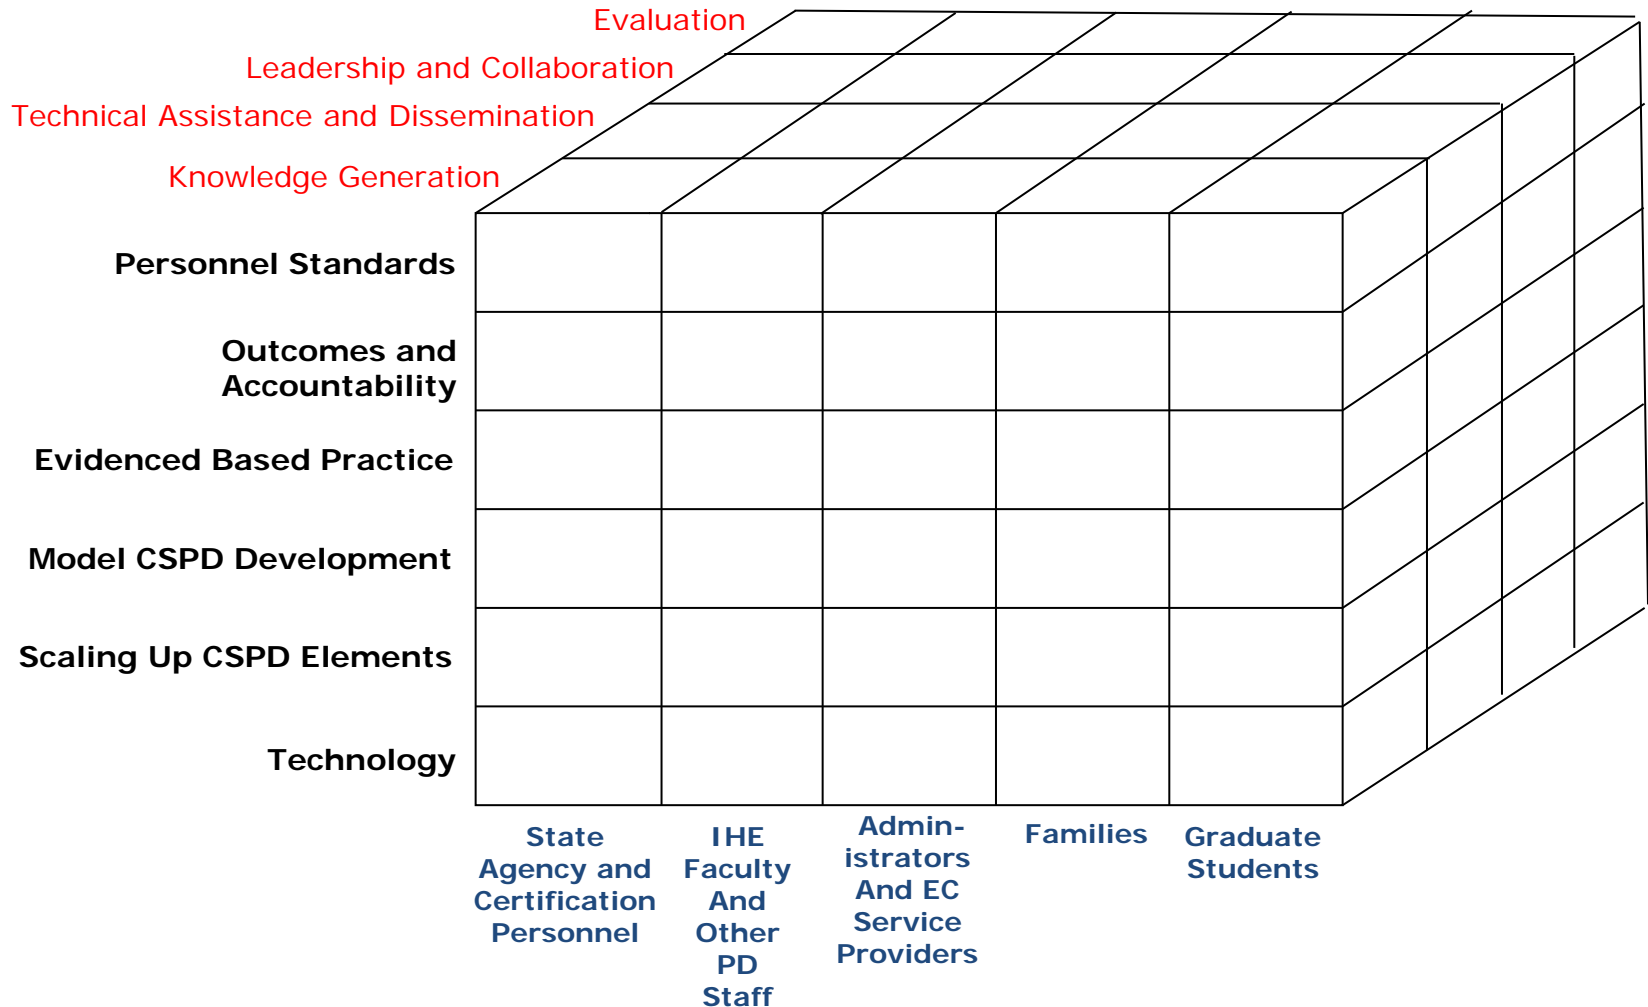 Evaluation
Leadership and Collaboration
Technical Assistance and Dissemination
Knowledge Generation
Personnel Standards
Outcomes and
Accountability
Evidenced Based Practice
Model CSPD Development
Scaling Up CSPD Elements
Technology
State
Agency and
Certification
Personnel
IHE
Faculty
And
Other
PD
Staff
Admin-
istrators
And EC
Service
Providers
Families
Graduate
Students